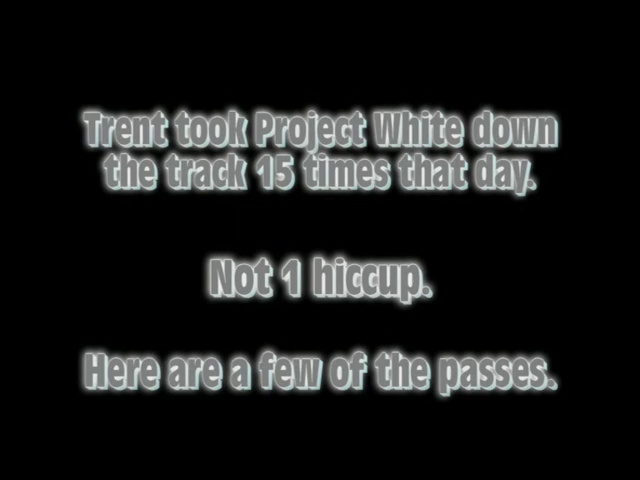 Trent took Project White down
the track 15 times that day.
Not 1 hiccup.
Here are a few of the passes.